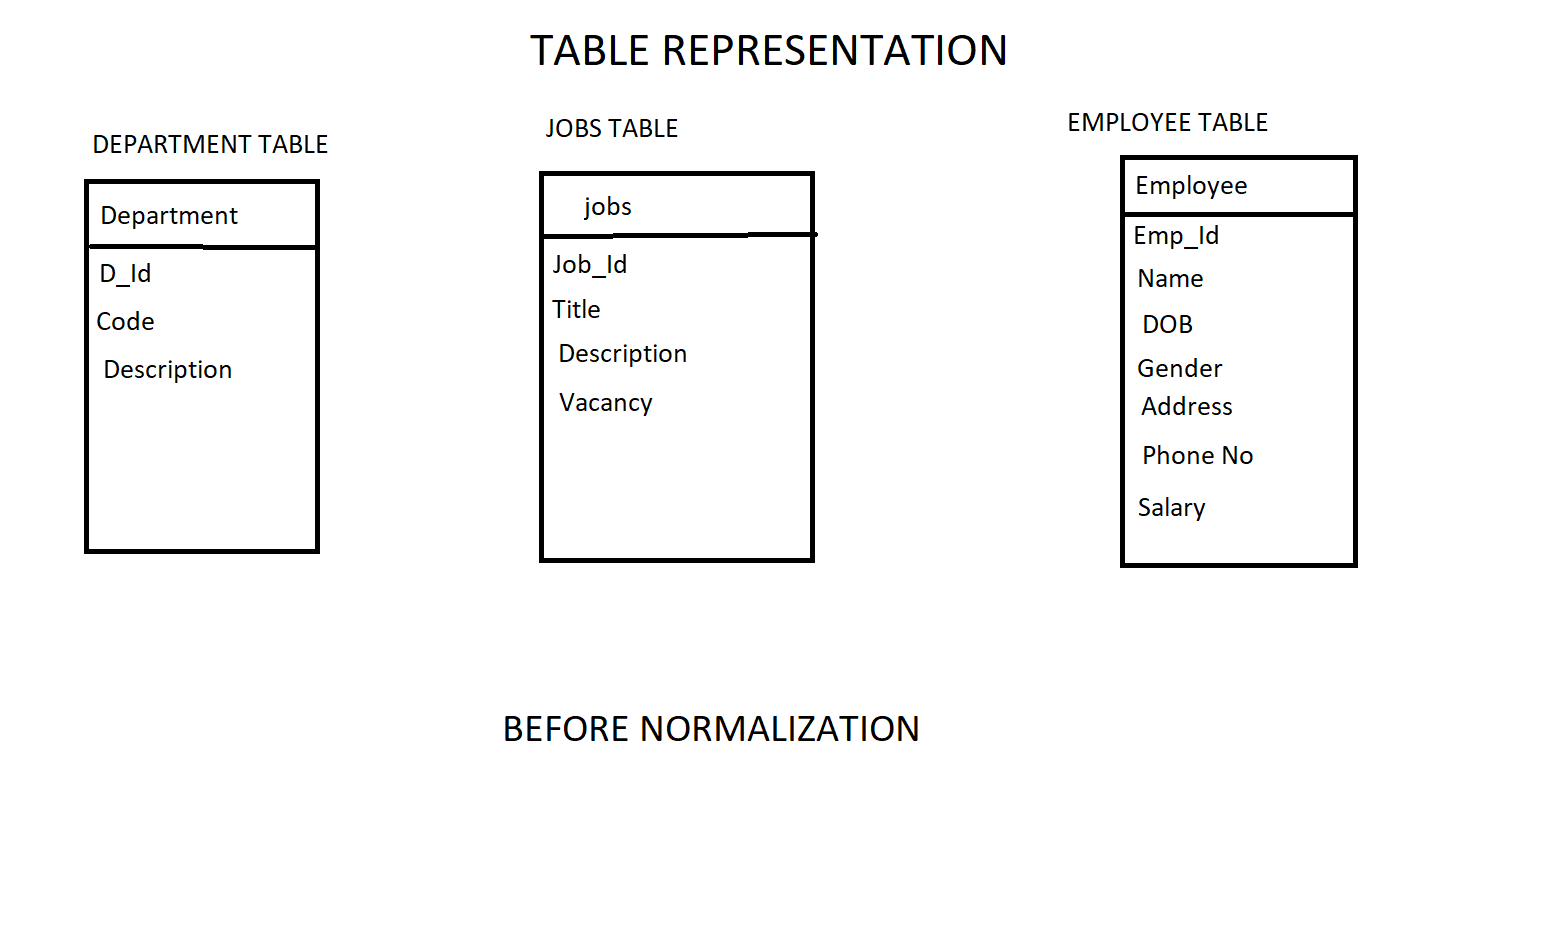 TABLE REPRESENTATION
DEPARTMENT TABLE
Department
D_Id
Code
Description
JOBS TABLE
jobs
Job_Id
Title
Description
Vacancy
EMPLOYEE TABLE
Employee
Emp_Id
Name
DOB
Gender
Address
Phone No
Salary
BEFORE NORMALIZATION